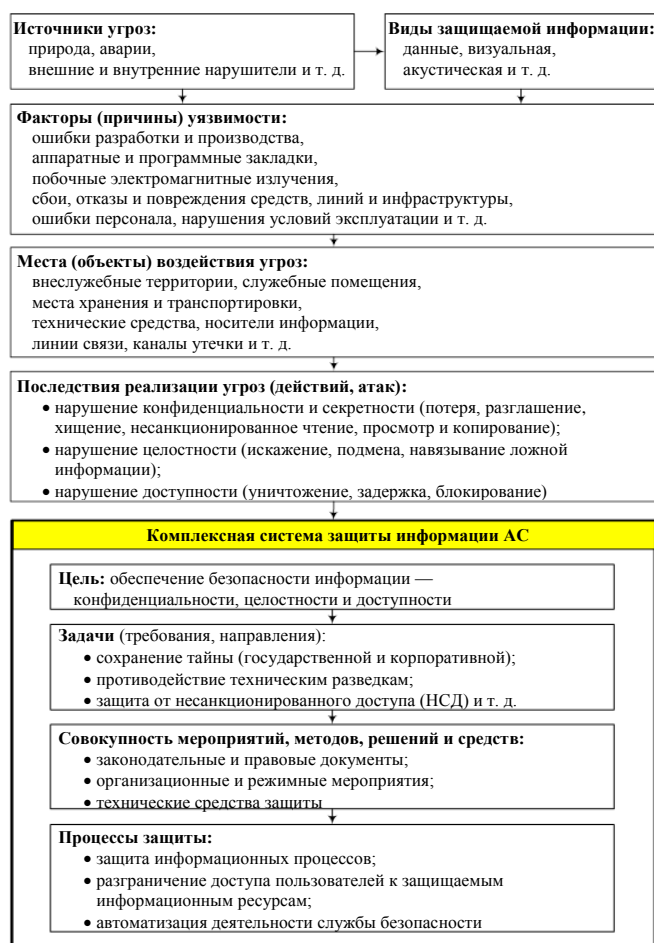 Источники угроз:
природа, аварии,
внешние и внутренние нарушители и т. д.
Виды защищаемой информации:
данные, визуальная,
акустическая и т. д.
Факторы (причины) уязвимости:
ошибки разработки и производства,
аппаратные и программные закладки,
побочные электромагнитные излучения,
сбои, отказы и повреждения средств, линий и инфраструктуры,
ошибки персонала, нарушения условий эксплуатации и т. д.
Места (объекты) воздействия угроз:
внеслужебные территории, служебные помещения,
места хранения и транспортировки,
технические средства, носители информации,
линии связи, каналы утечки и т. д.
Последствия реализации угроз (действий, атак):
• нарушение конфиденциальности и секретности (потеря, разглашение,
хищение, несанкционированное чтение, просмотр и копирование);
• нарушение целостности (искажение, подмена, навязывание ложной
информации);
• нарушение доступности (уничтожение, задержка, блокирование)
Комплексная система защиты информации АС
Цель: обеспечение безопасности информации —
конфиденциальности, целостности и доступности
Задачи (требования, направления):
• сохранение тайны (государственной и корпоративной);
• противодействие техническим разведкам;
• защита от несанкционированного доступа (НСД) и т. д.
Совокупность мероприятий, методов, решений и средств:
• законодательные и правовые документы;
• организационные и режимные мероприятия;
• технические средства защиты
Процессы защиты:
• защита информационных процессов;
• разграничение доступа пользователей к защищаемым
информационным ресурсам;
• автоматизация деятельности службы безопасности